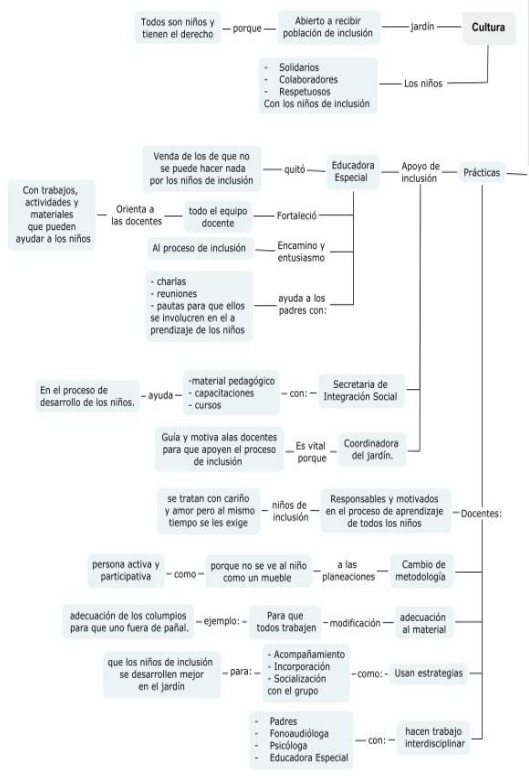 Todos son niños y
tienen el derecho
porque
Abierto a recibir
población de inclusión
jardín
Cultura
- Solidarios
- Colaboradores
- Respetuosos
Con los niños de inclusión
Los niños
Venda de los de que no
se puede hacer nada
por los niños de inclusión
quitó
Educadora
Especial
Apoyo de
inclusión
Prácticas
Con trabajos,
actividades y
materiales
que pueden
ayudar a los niños
Orienta a
las docentes
todo el equipo
docente
Fortaleció
Al proceso de inclusión
Encamino y
entusiasmo
- charlas
- reuniones
- pautas para que ellos
se involucren en el a
prendizaje de los niños
ayuda a los
padres con:
En el proceso de
desarrollo de los niños.
ayuda
-material pedagógico
- capacitaciones
- cursos
con:
Secretaria de
Integración Social
Guía y motiva alas docentes
para que apoyen el proceso
de inclusión
Es vital
porque
Coordinadora
del jardín.
se tratan con cariño
y amor pero al mismo
tiempo se les exige
niños de
inclusión
Responsables y motivados
en el proceso de aprendizaje
de todos los niños
Docentes:
persona activa y
participativa
como
porque no se ve al niño
como un mueble
a las
planeaciones
Cambio de
metodología
adecuación de los columpios
para que uno fuera de pañal.
ejemplo:
Para que
todos trabajen
modificación
adecuación
al material
que los niños de inclusión
se desarrollen mejor
en el jardín
para:
- Acompañamiento
- Incorporación
- Socialización
con el grupo
como:
Usan estrategias
- Padres
- Fonoaudióloga
- Psicóloga
- Educadora Especial
con:
hacen trabajo
interdisciplinar